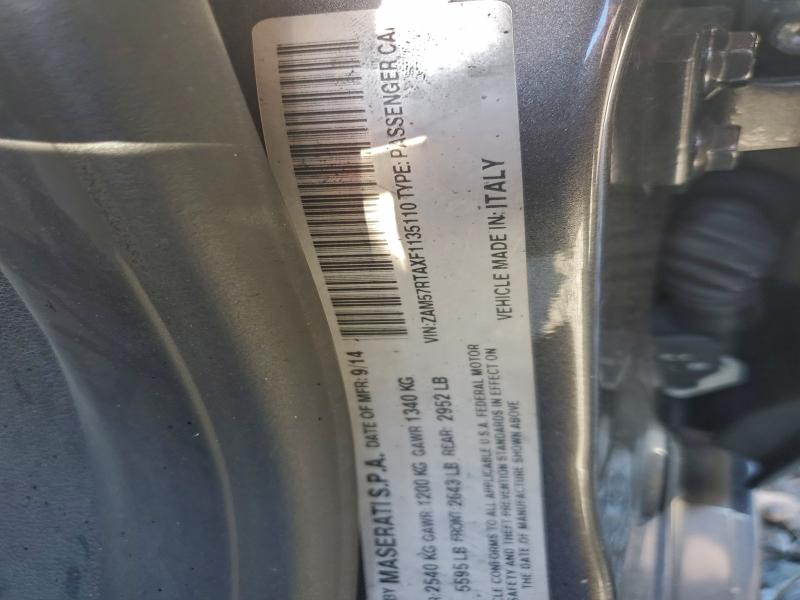 BY MASERATI S.P.A. DATE OF MFR: 9/14
2540 KG GAWR 1200 KG GAWR 1340 KG
VIN:ZAM57RTAXF1135110 TYPE: PASSENGER CAR
5595 LB FRONT 2643 LB REAR: 2952 LB
CLE CONFORMS TO ALL APPLICABLE U.S.A. FEDERAL MOTOR
VEHICLE MADE IN: ITALY
SAFETY AND THEFT PREVENTION STANDARDS IN EFFECT ON
THE DATE OF MANUFACTURE SHOWN ABOVE